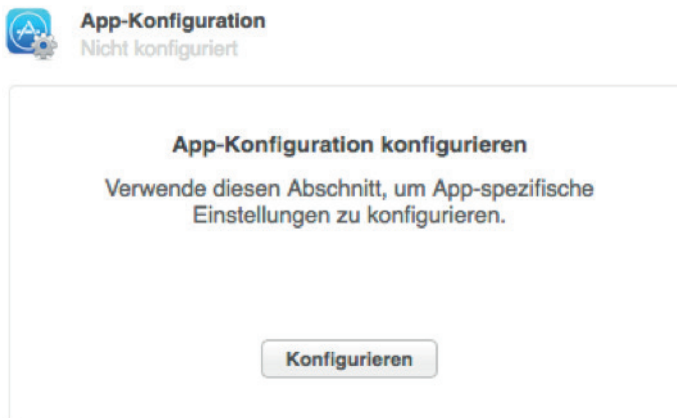 App-Konfiguration
Nicht konfiguriert
App-Konfiguration konfigurieren
Verwende diesen Abschnitt, um App-spezifische
Einstellungen zu konfigurieren.
Konfigurieren